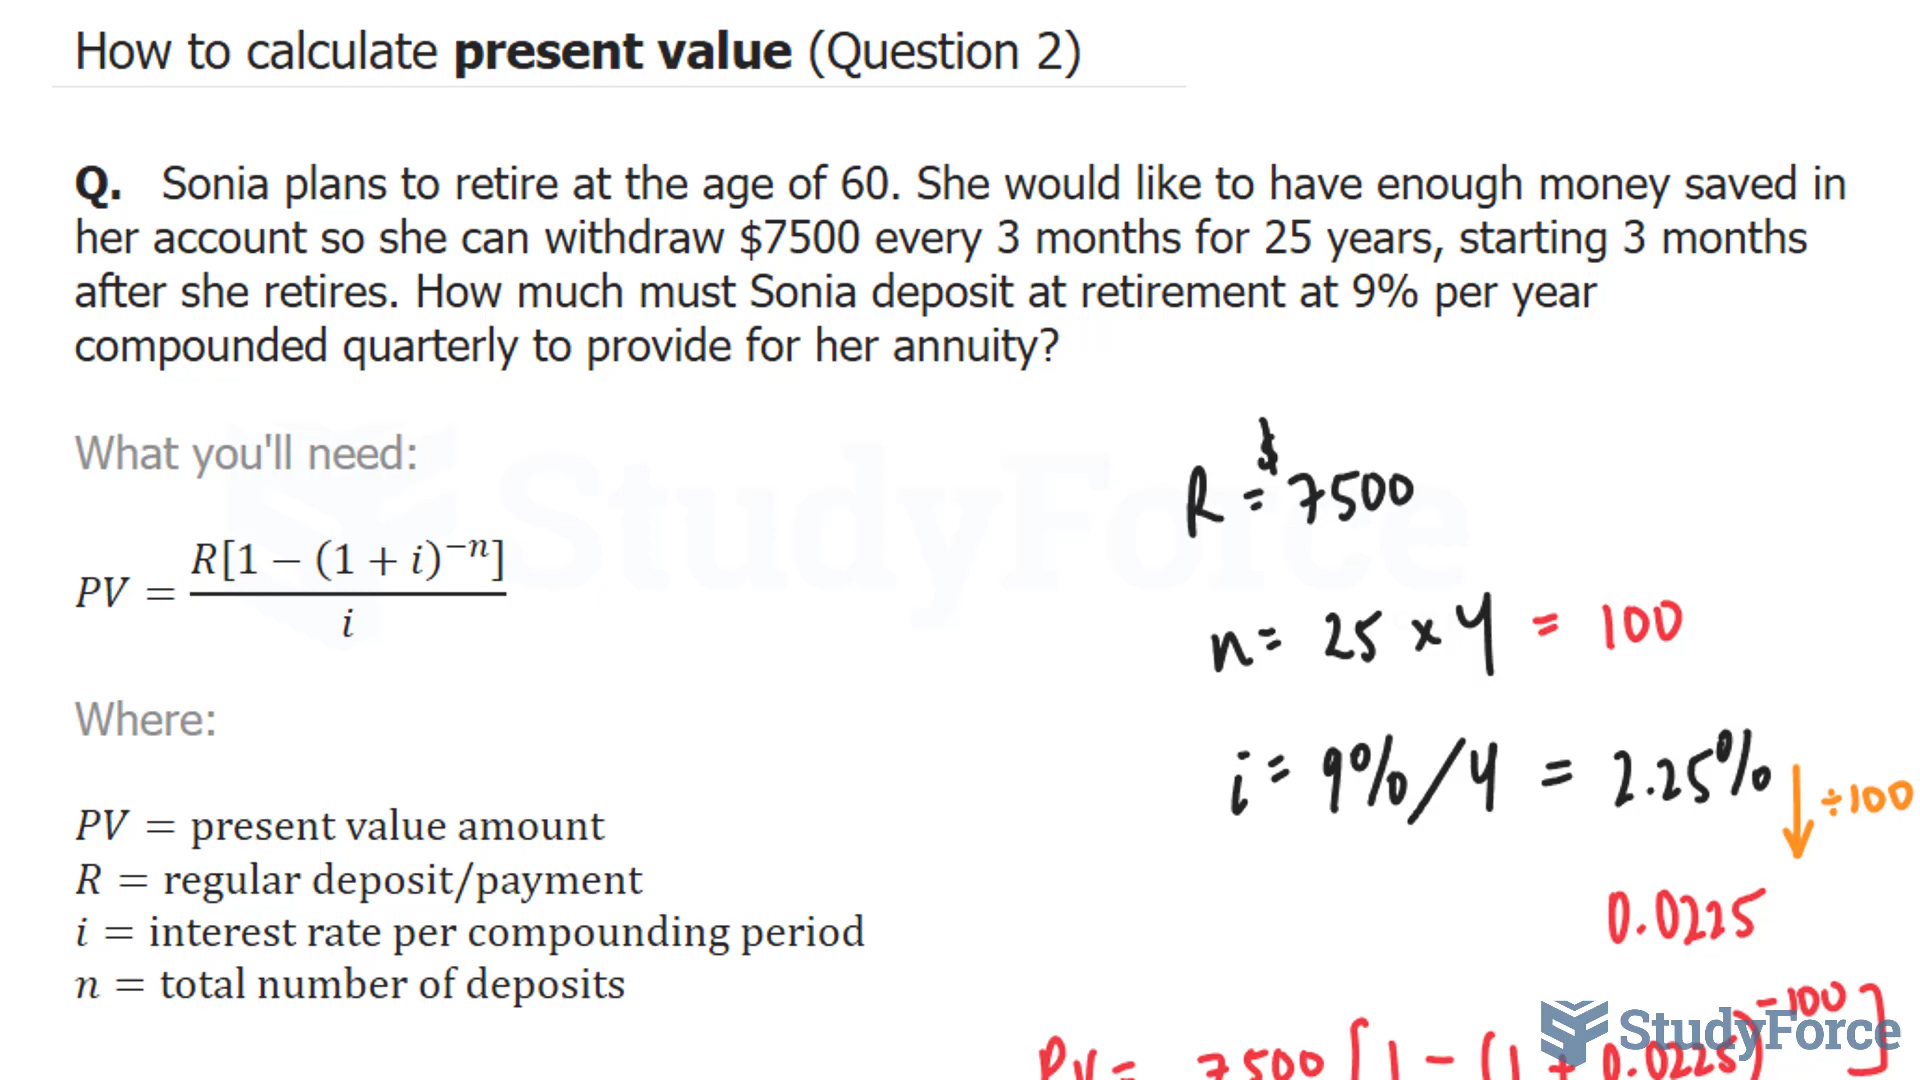 How to calculate present value (Question 2)
Q. Sonia plans to retire at the age of 60. She would like to have enough money saved in
her account so she can withdraw $7500 every 3 months for 25 years, starting 3 months
after she retires. How much must Sonia deposit at retirement at 9% per year
compounded quarterly to provide for her annuity?
What you'll need:
PV = R[1 − (1 + i)^−n] / i
Where:
PV = present value amount
R = regular deposit/payment
i = interest rate per compounding period
n = total number of deposits
R = $7500
n = 25 x 4 = 100
i = 9%/4 = 2.25%
÷100
0.0225
PV = 7500 [1 - (1 + 0.0225)^-100]
StudyForce
StudyForce